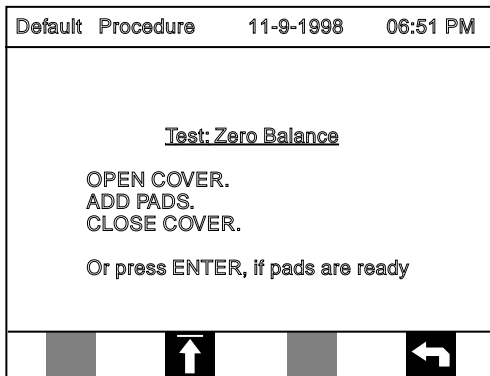 Default Procedure 11-9-1998 06:51 PM
Test: Zero Balance
OPEN COVER.
ADD PADS.
CLOSE COVER.
Or press ENTER, if pads are ready